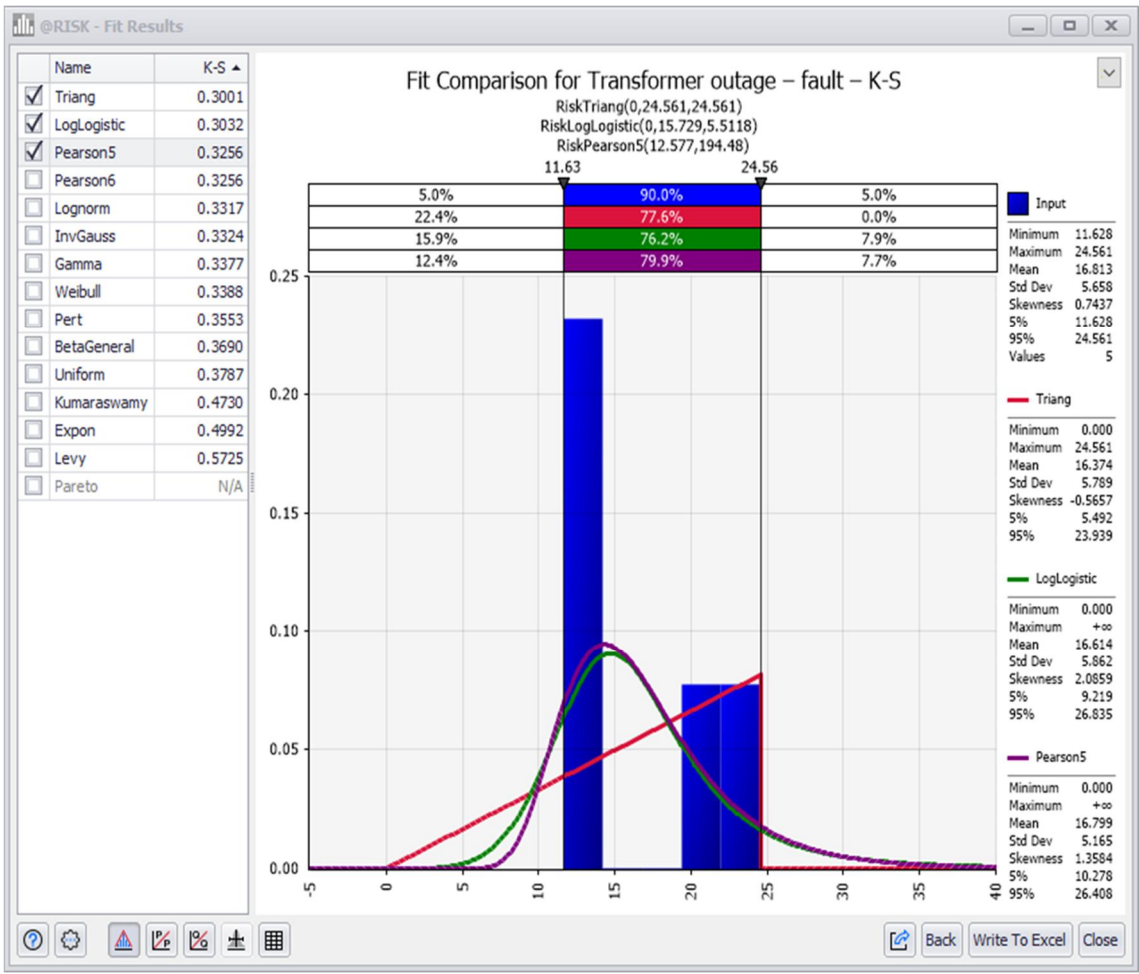 @RISK - Fit Results
Name K-S
Triang 0.3001
LogLogistic 0.3032
Pearson5 0.3256
Pearson6 0.3256
Lognorm 0.3317
InvGauss 0.3324
Gamma 0.3377
Weibull 0.3388
Pert 0.3553
BetaGeneral 0.3690
Uniform 0.3787
Kumaraswamy 0.4730
Expon 0.4992
Levy 0.5725
Pareto N/A
Fit Comparison for Transformer outage – fault – K-S
RiskTriang(0,24.561,24.561)
RiskLogLogistic(0,15.729,5.5118)
RiskPearson5(12.577,194.48)
11.63 24.56
5.0% 90.0% 5.0%
22.4% 77.6% 0.0%
15.9% 76.2% 7.9%
12.4% 79.9% 7.7%
0.25
0.20
0.15
0.10
0.05
0.00
-5 0 5 10 15 20 25 30 35 40
Input
Minimum 11.628
Maximum 24.561
Mean 16.813
Std Dev 5.658
Skewness 0.7437
5% 11.628
95% 24.561
Values 5
Triang
Minimum 0.000
Maximum 24.561
Mean 16.374
Std Dev 5.789
Skewness -0.5657
5% 5.492
95% 23.939
LogLogistic
Minimum 0.000
Maximum +∞
Mean 16.614
Std Dev 5.862
Skewness 2.0859
5% 9.219
95% 26.835
Pearson5
Minimum 0.000
Maximum +∞
Mean 16.799
Std Dev 5.165
Skewness 1.3584
5% 10.278
95% 26.408
? P P Q Q Back Write To Excel Close